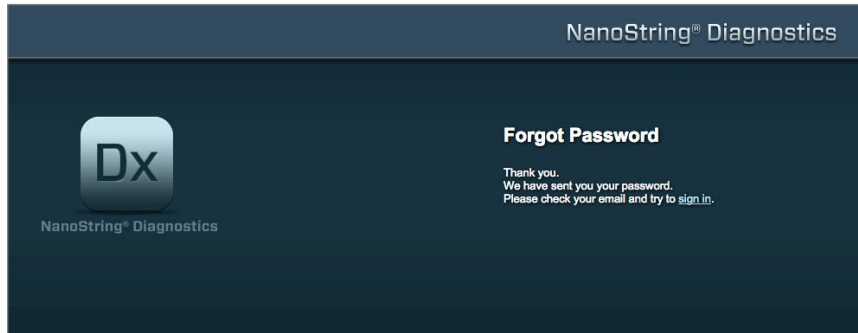 NanoString® Diagnostics
Dx
NanoString® Diagnostics
Forgot Password
Thank you.
We have sent you your password.
Please check your email and try to sign in.